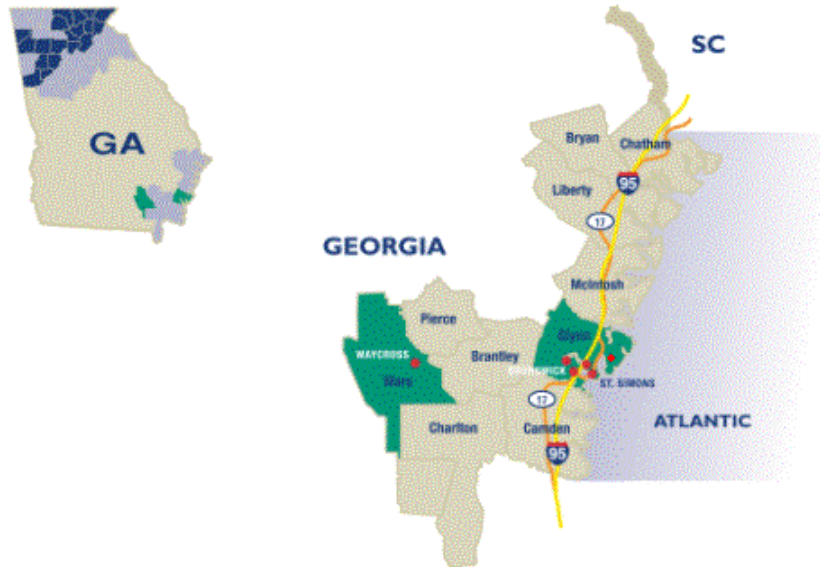 SC
GA
Bryan
Chatham
95
Liberty
17
GEORGIA
McIntosh
Pierce
Glynn
WAYCROSS
Brantley
BRUNSWICK
Ware
ST. SIMONS
17
Charlton
Camden
ATLANTIC
95